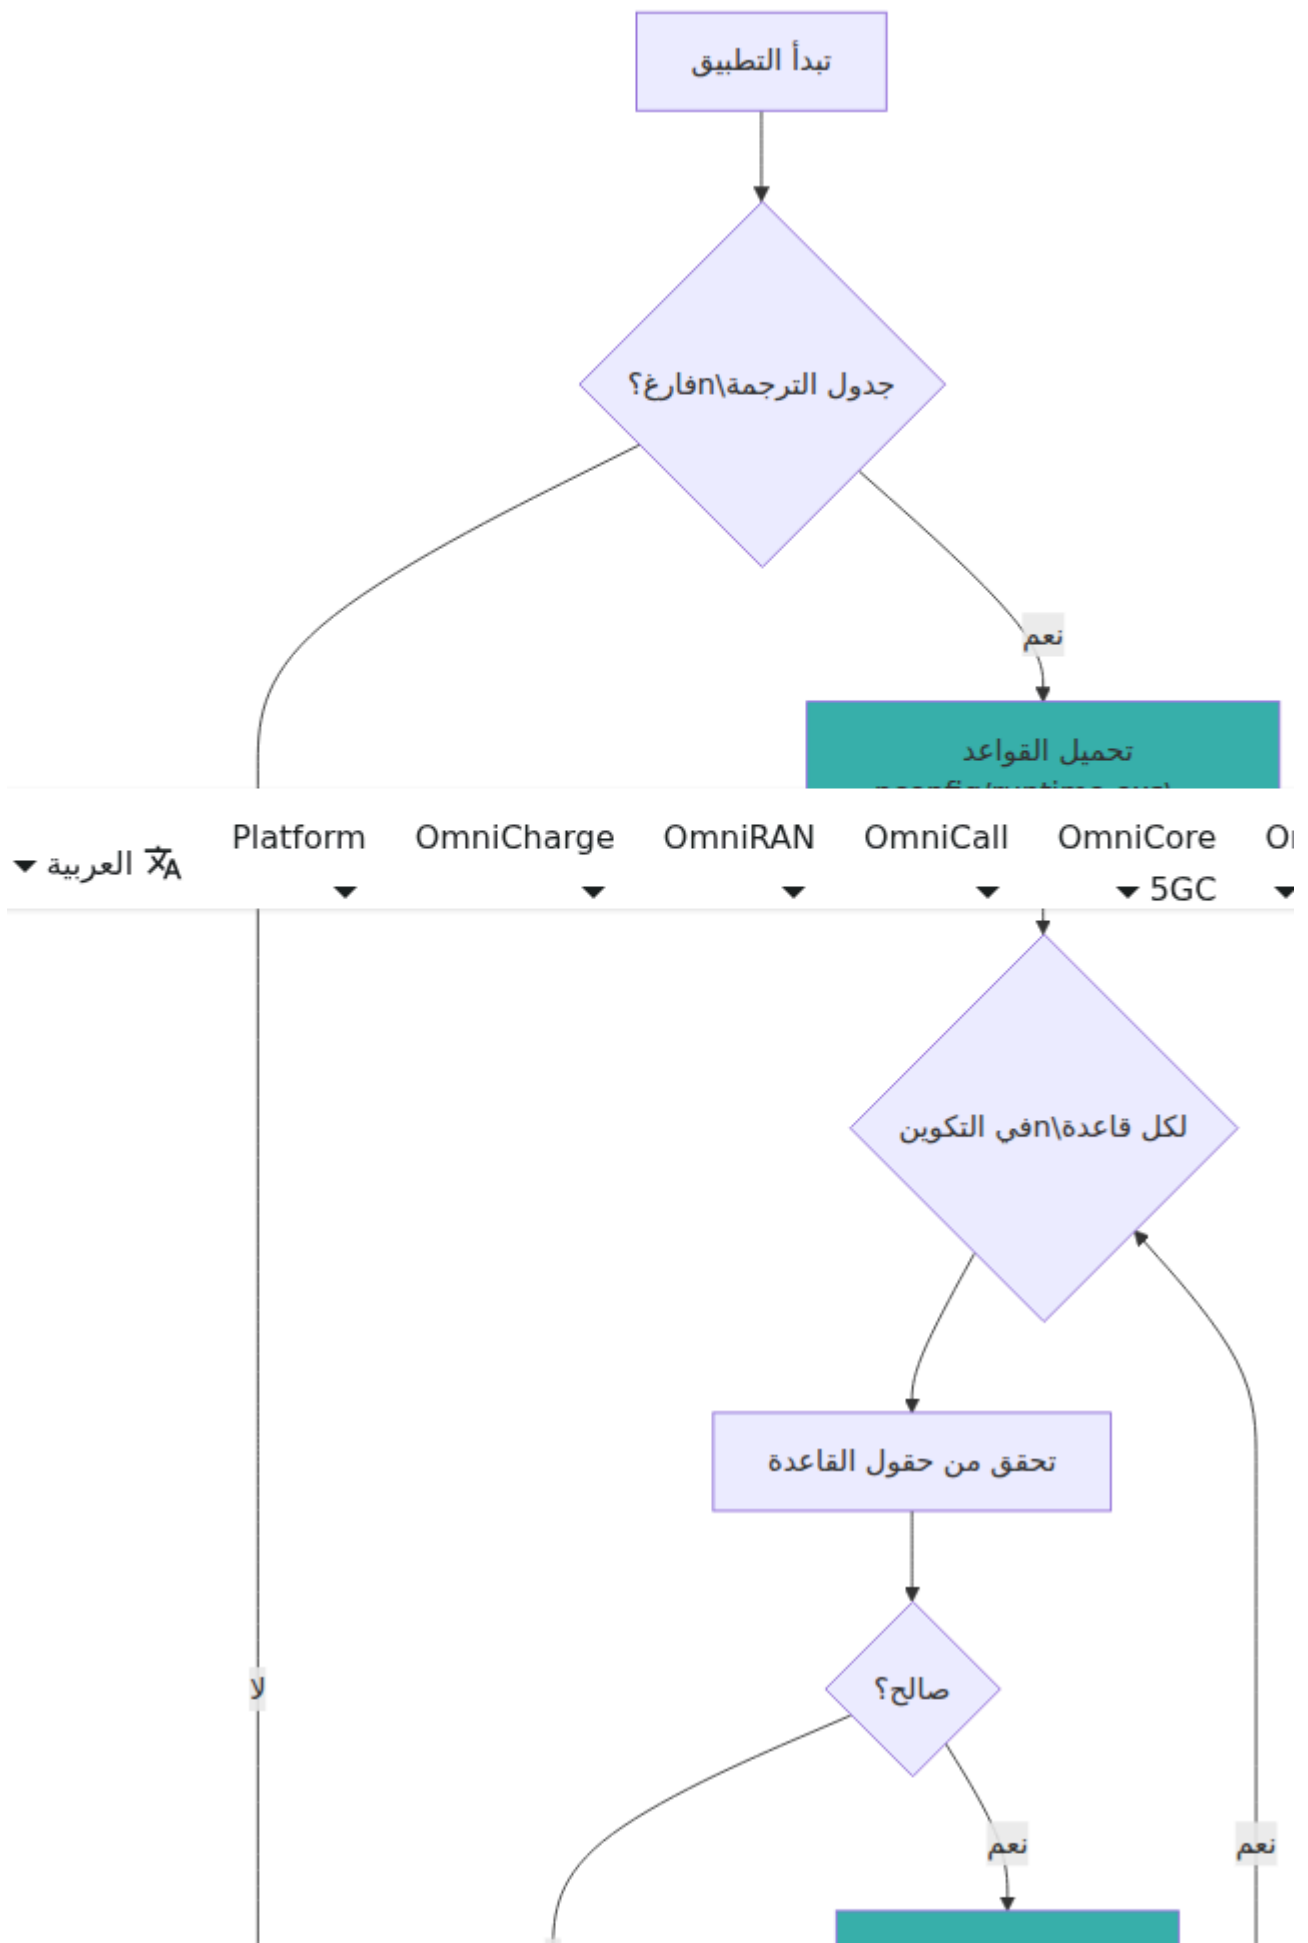 تبدأ التطبيق
جدول الترجمة\nفارغ؟
نعم
تحميل القواعد
العربية
Platform
OmniCharge
OmniRAN
OmniCall
OmniCore
5GC
لكل قاعدة\nفي التكوين
تحقق من حقول القاعدة
لا
صالح؟
نعم
نعم